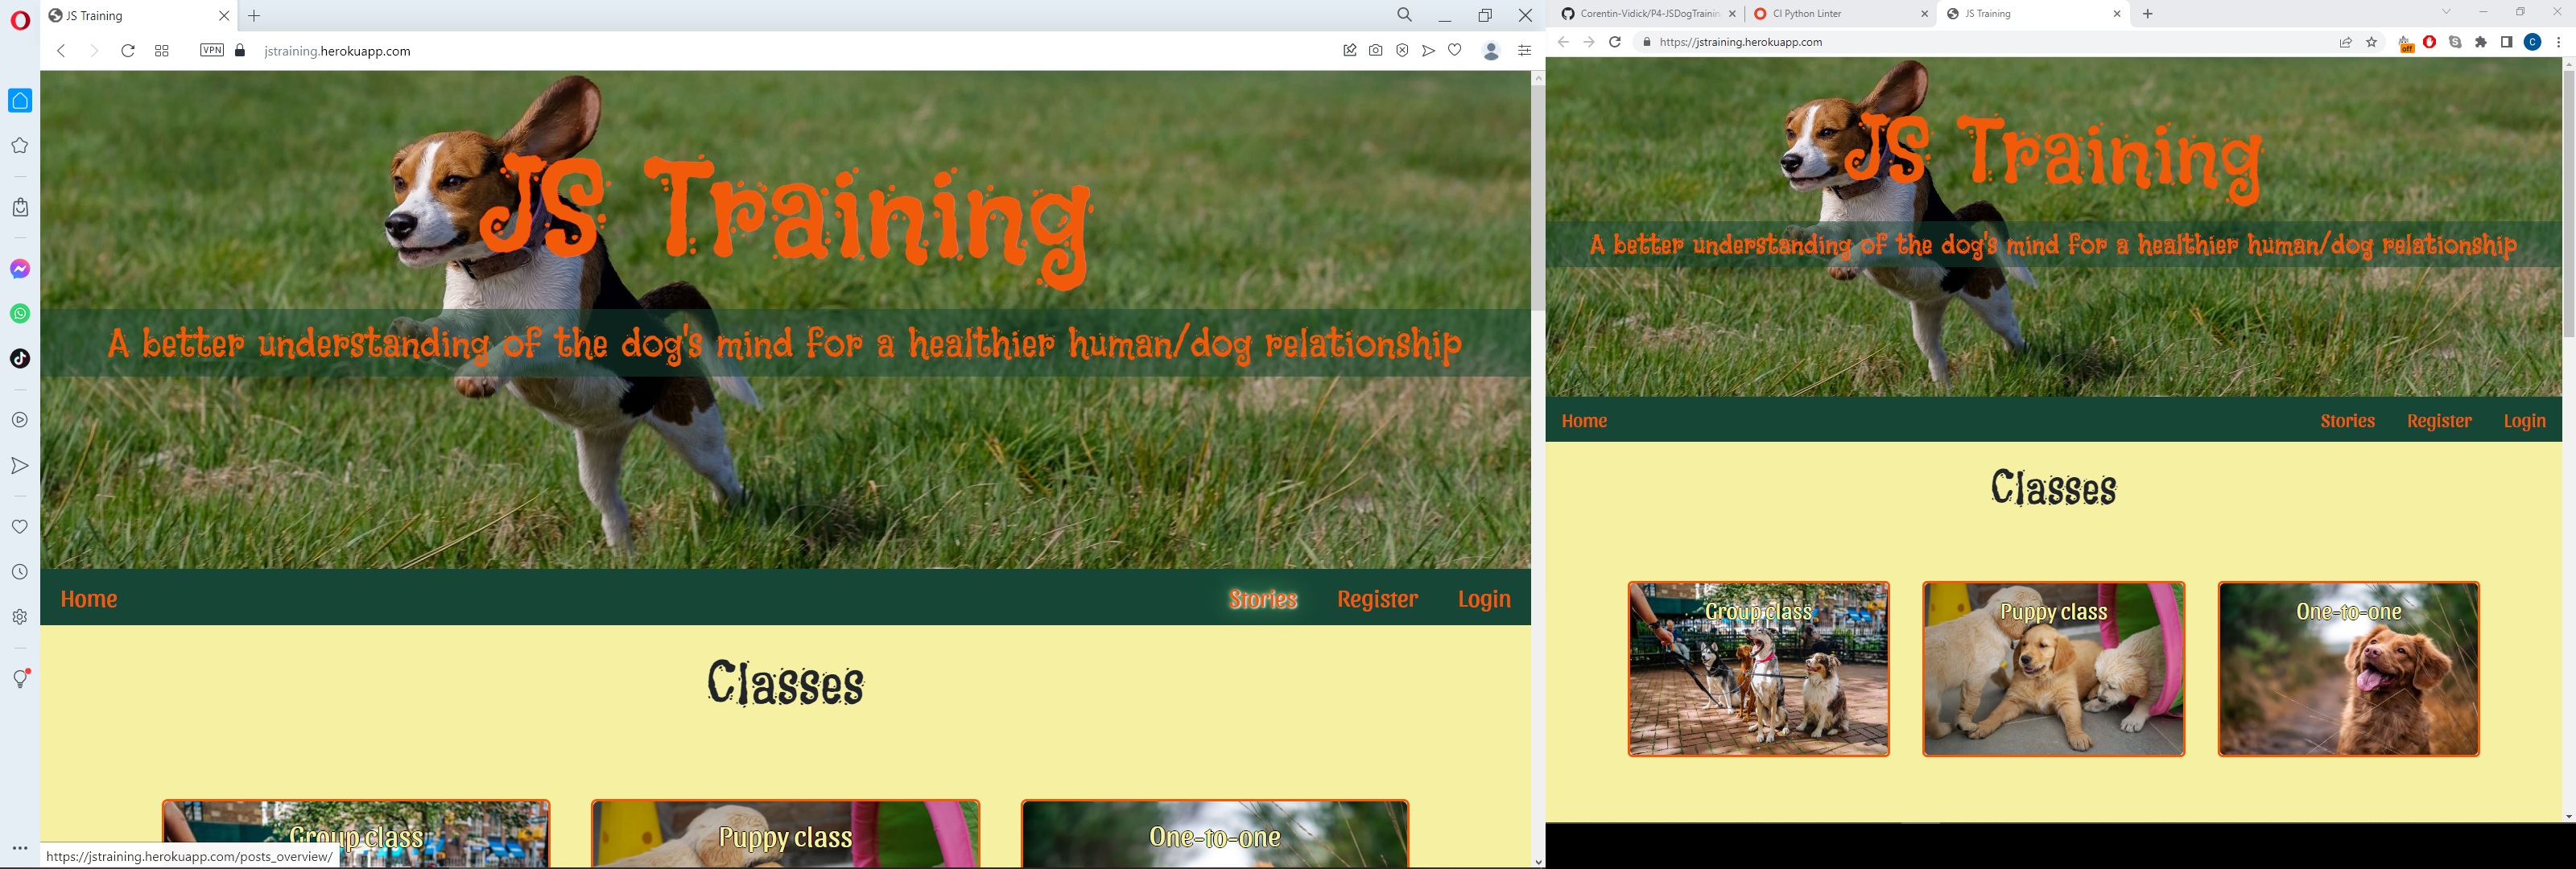 JS Training
VPN
jstraining.herokuapp.com
JS Training
A better understanding of the dog's mind for a healthier human/dog relationship
Home
Stories
Register
Login
Classes
Group class
Puppy class
One-to-one
https://jstraining.herokuapp.com/posts_overview/
Corentin-Vidick/P4-JSDogTrainin
CI Python Linter
JS Training
https://jstraining.herokuapp.com
off
C
JS Training
A better understanding of the dog's mind for a healthier human/dog relationship
Home
Stories
Register
Login
Classes
Group class
Puppy class
One-to-one